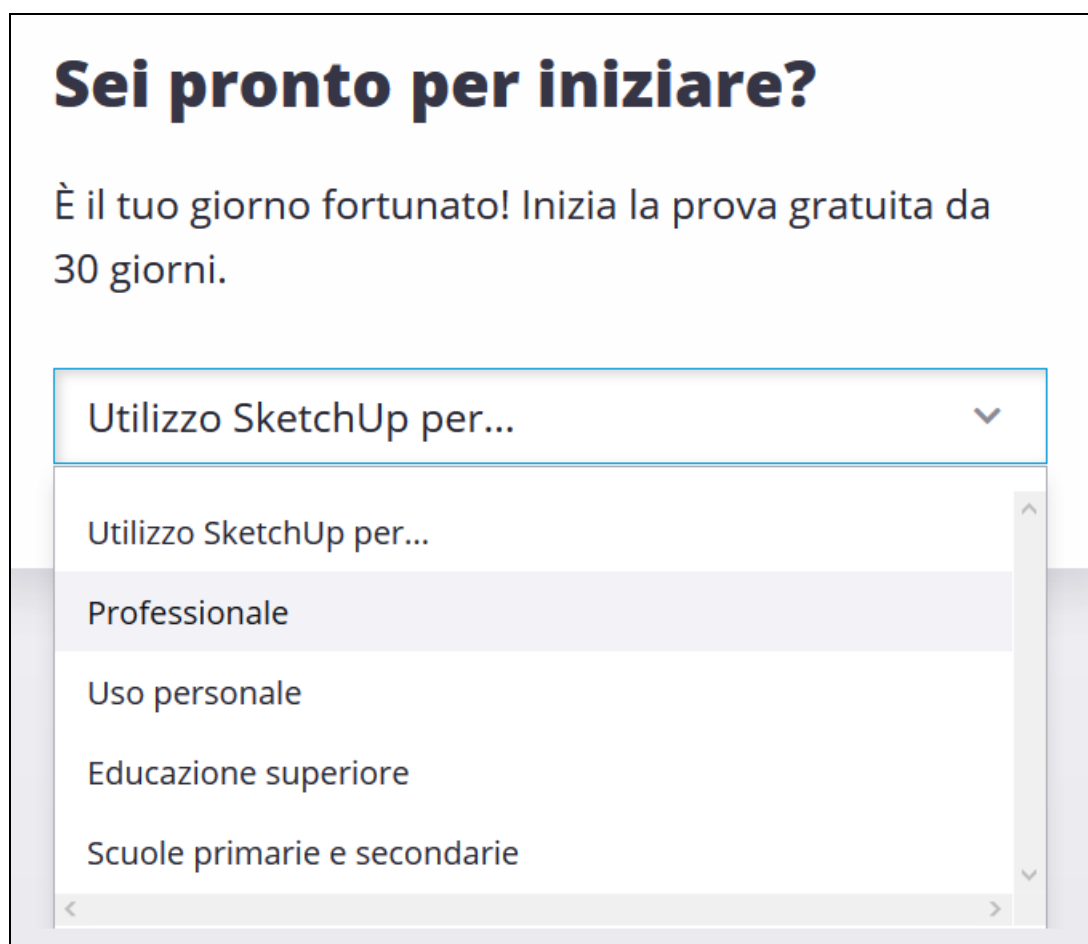 Sei pronto per iniziare?
È il tuo giorno fortunato! Inizia la prova gratuita da
30 giorni.
Utilizzo SketchUp per...
Utilizzo SketchUp per...
Professionale
Uso personale
Educazione superiore
Scuole primarie e secondarie